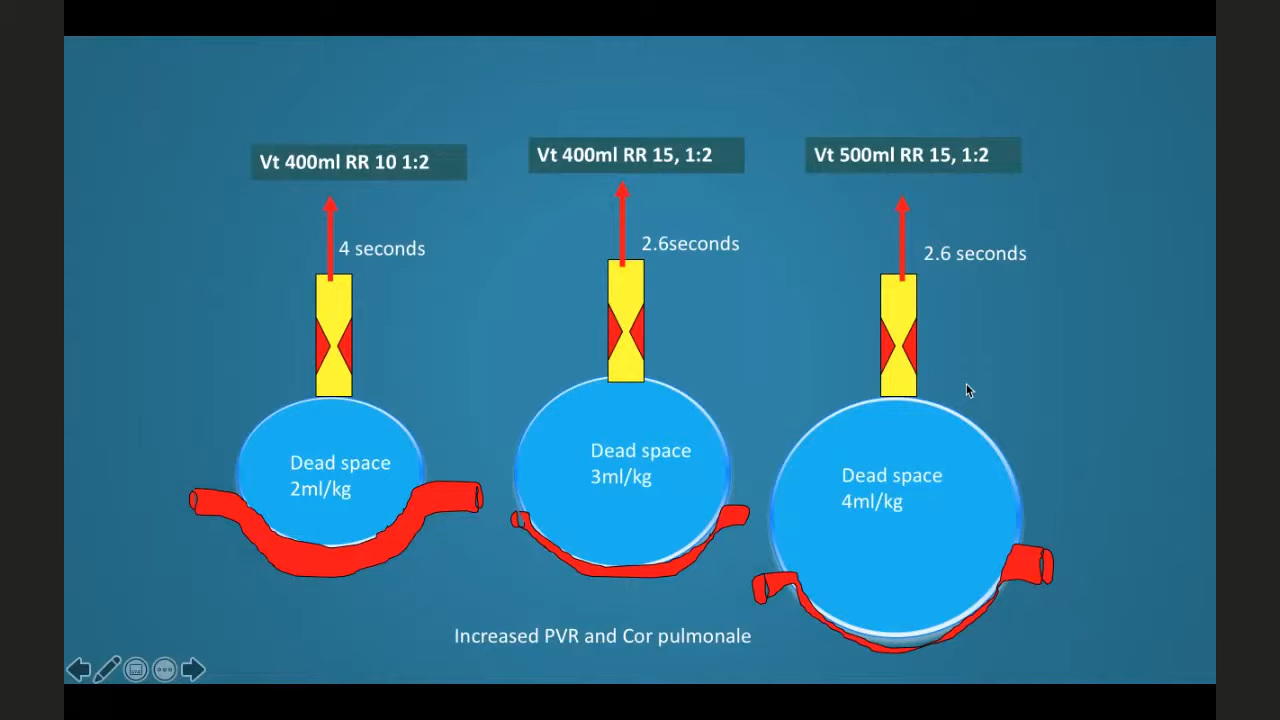 Vt 400ml RR 10 1:2
Vt 400ml RR 15, 1:2
Vt 500ml RR 15, 1:2
4 seconds
2.6seconds
2.6 seconds
Dead space
2ml/kg
Dead space
3ml/kg
Dead space
4ml/kg
Increased PVR and Cor pulmonale